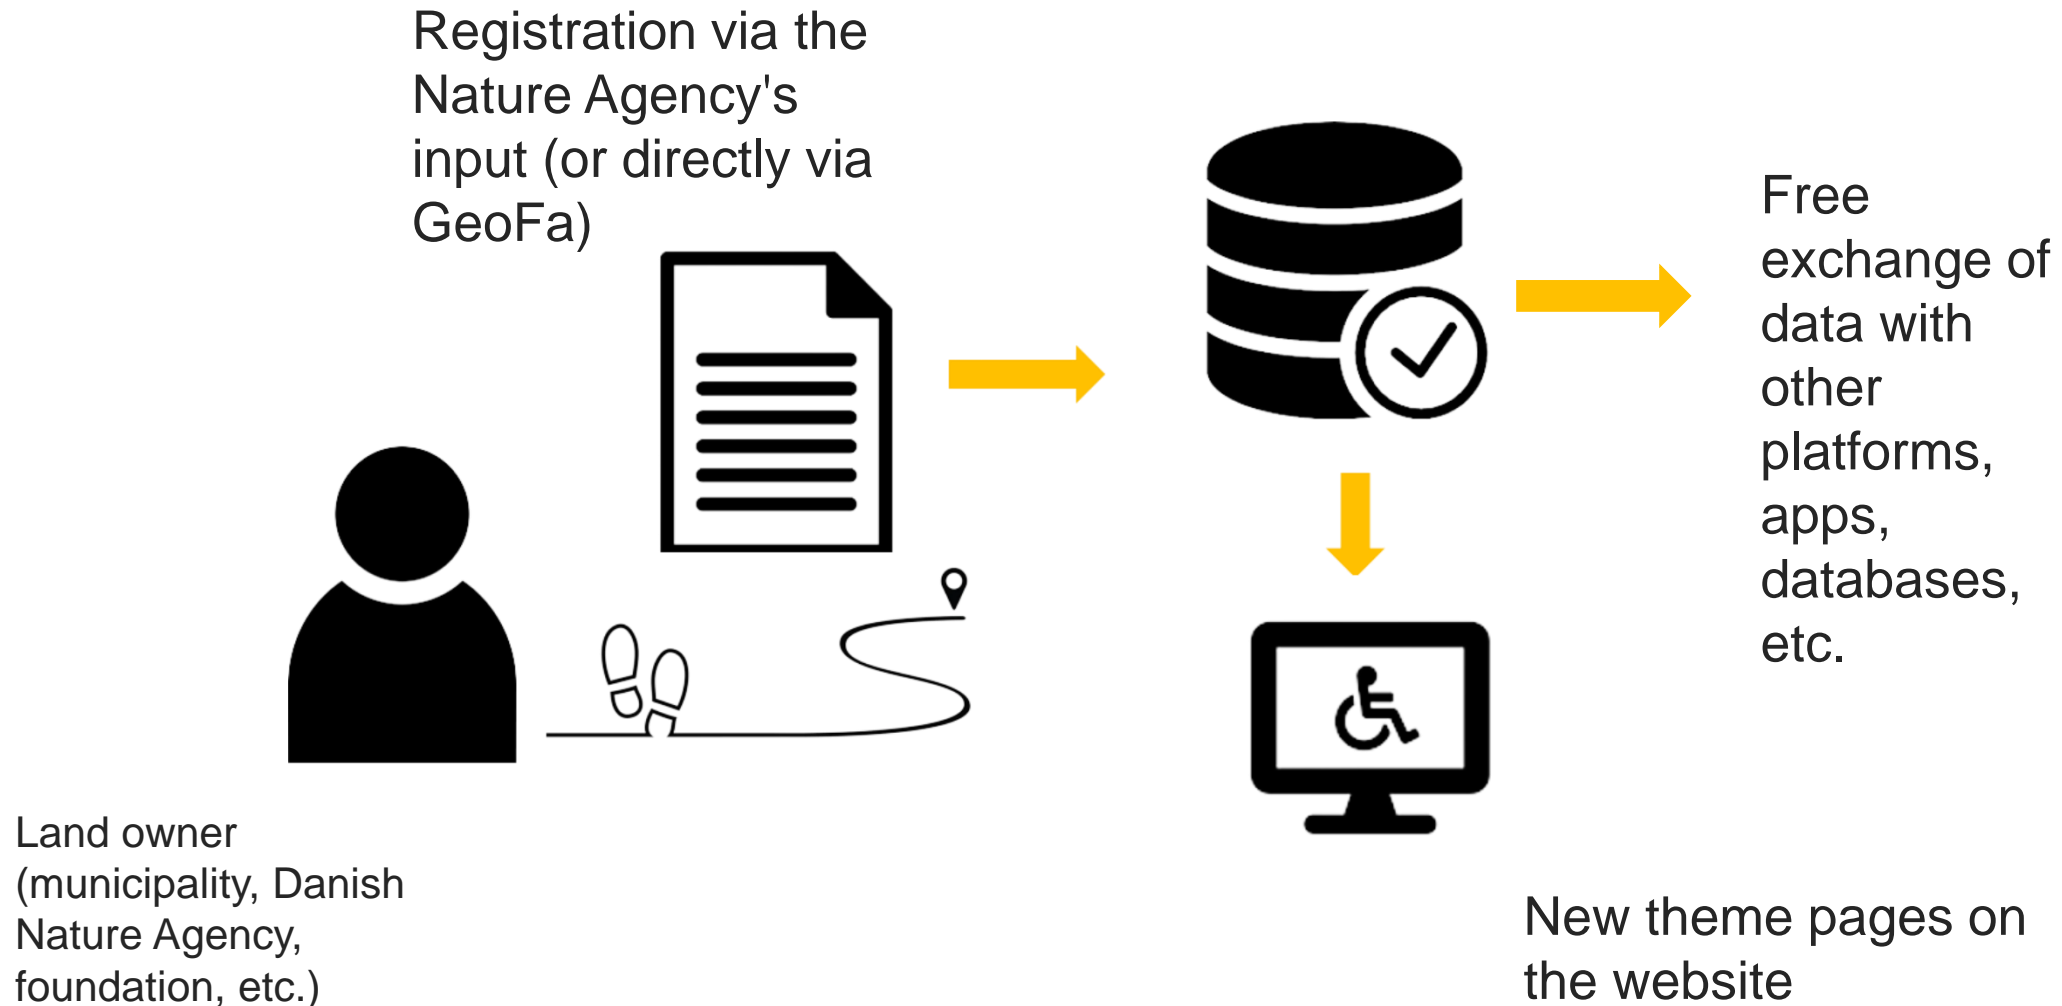 Registration via the
Nature Agency's
input (or directly via
GeoFa)
Free
exchange of
data with
other
platforms,
apps,
databases,
etc.
Land owner
(municipality, Danish
Nature Agency,
foundation, etc.)
New theme pages on
the website